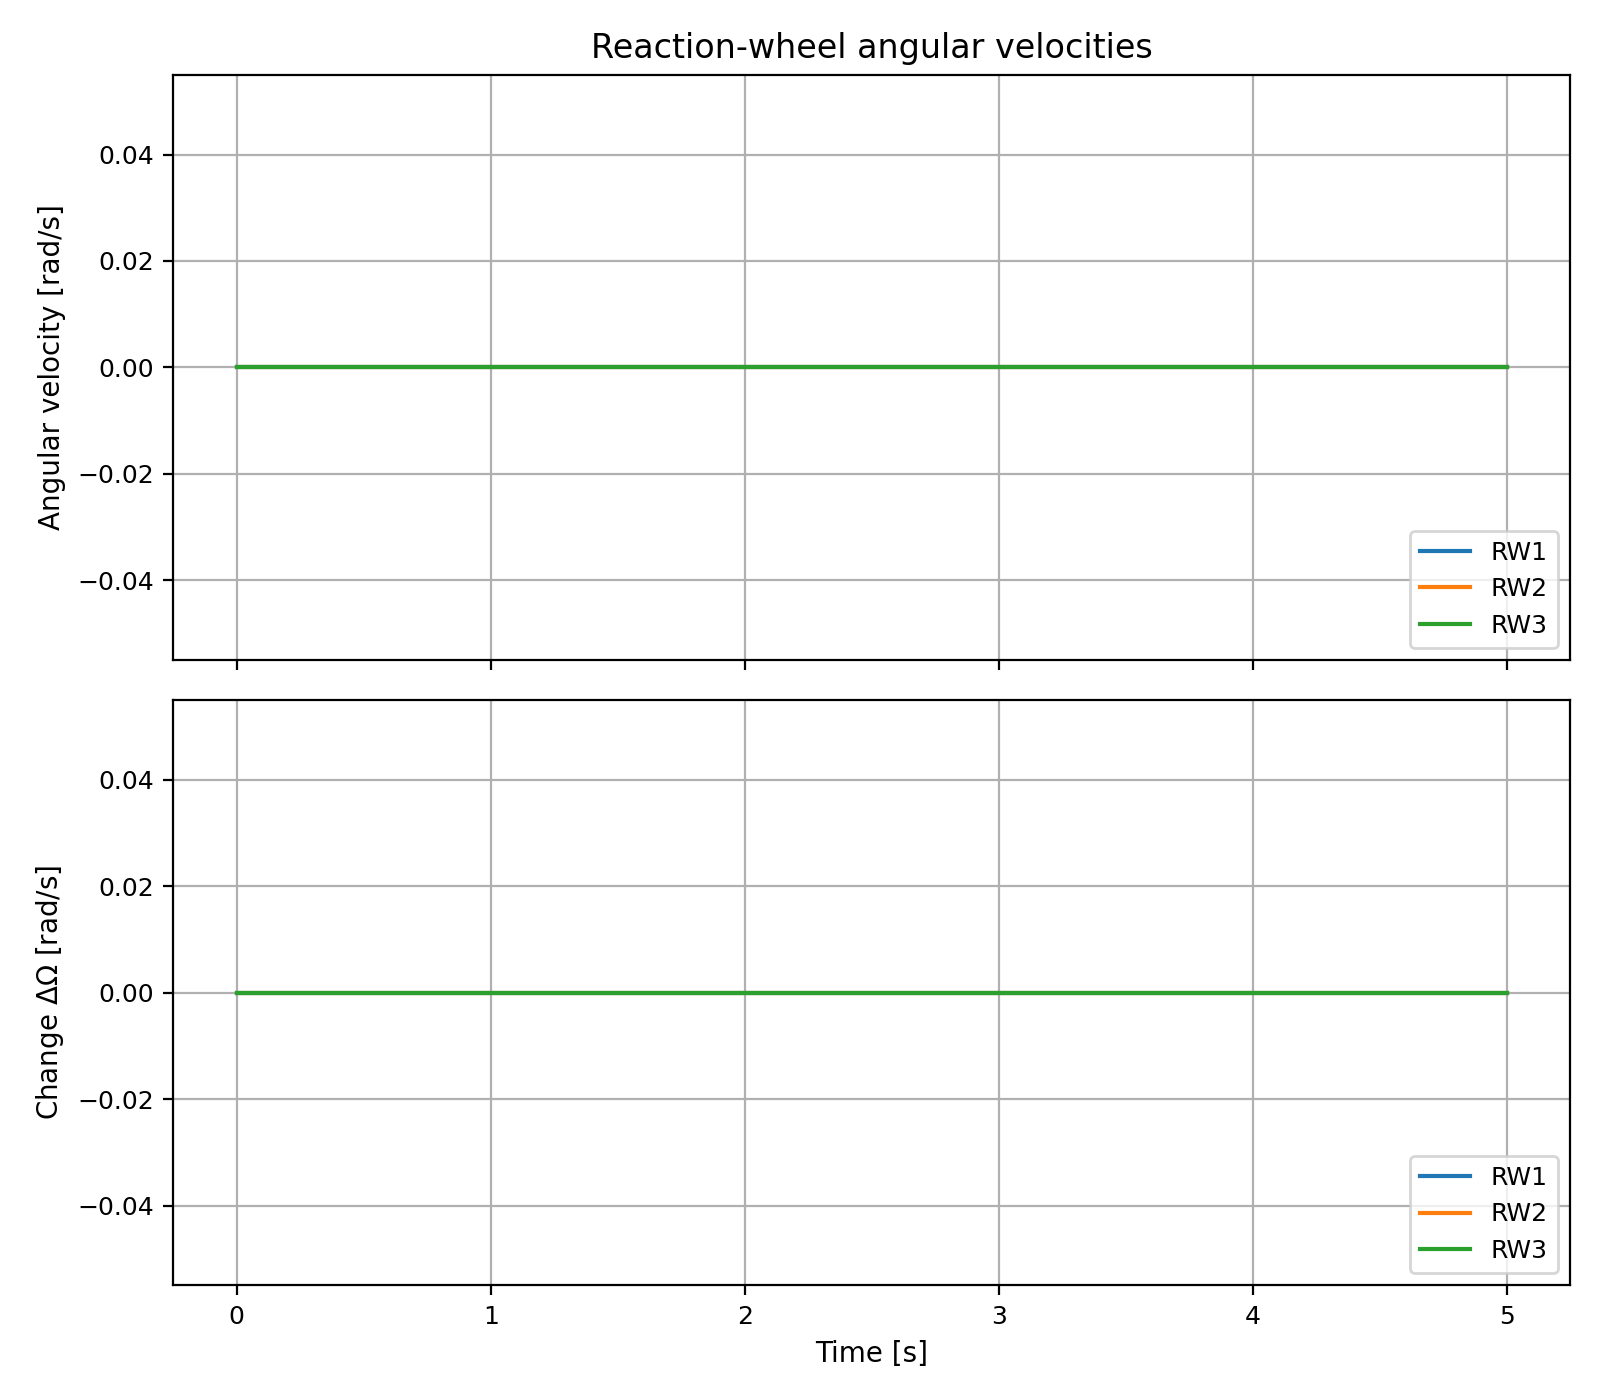 Reaction-wheel angular velocities
Angular velocity [rad/s]
0.04
0.02
0.00
−0.02
−0.04
RW1
RW2
RW3
Change ΔΩ [rad/s]
0.04
0.02
0.00
−0.02
−0.04
RW1
RW2
RW3
0 1 2 3 4 5
Time [s]